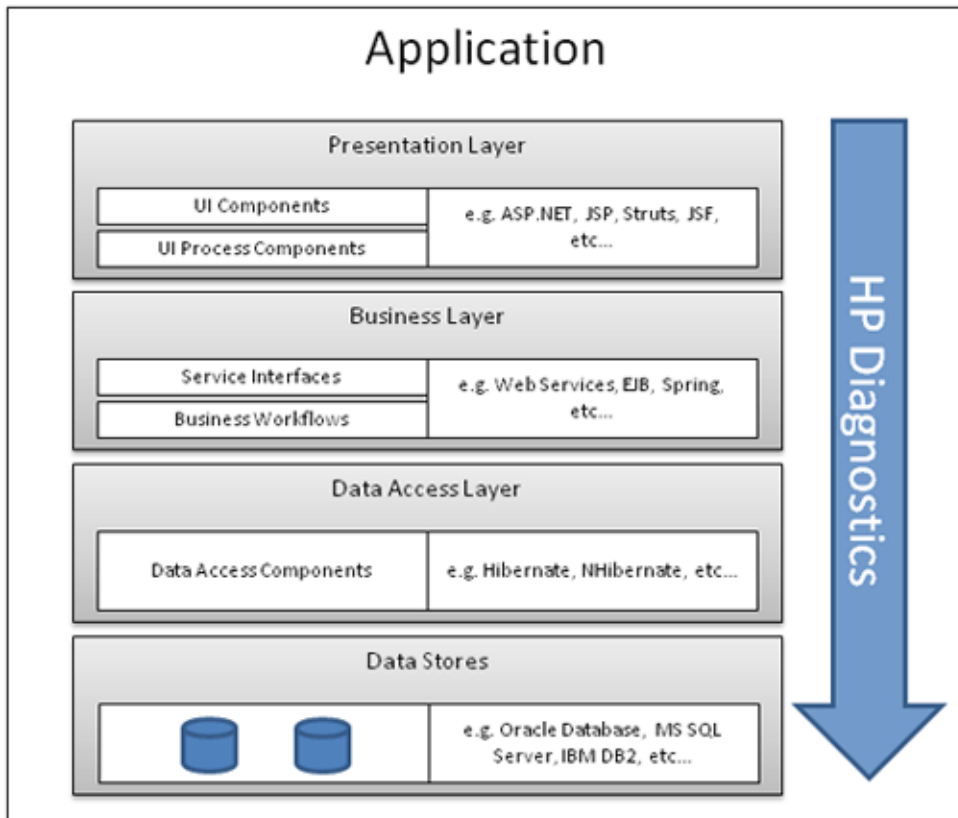 Application
Presentation Layer
UI Components
UI Process Components
e.g. ASP.NET, JSP, Struts, JSF,
etc...
Business Layer
Service Interfaces
Business Workflows
e.g. Web Services, EJB, Spring,
etc...
Data Access Layer
Data Access Components
e.g. Hibernate, NHibernate, etc...
Data Stores
e.g. Oracle Database, MS SQL
Server, IBM DB2, etc...
HP Diagnostics